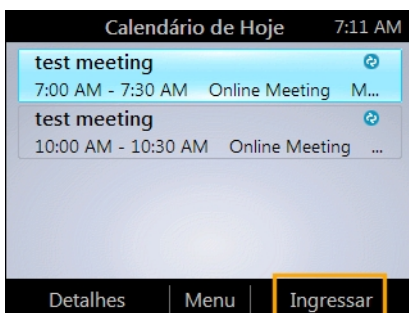 Calendário de Hoje 7:11 AM
test meeting
7:00 AM - 7:30 AM Online Meeting M...
test meeting
10:00 AM - 10:30 AM Online Meeting ...
Detalhes Menu Ingressar